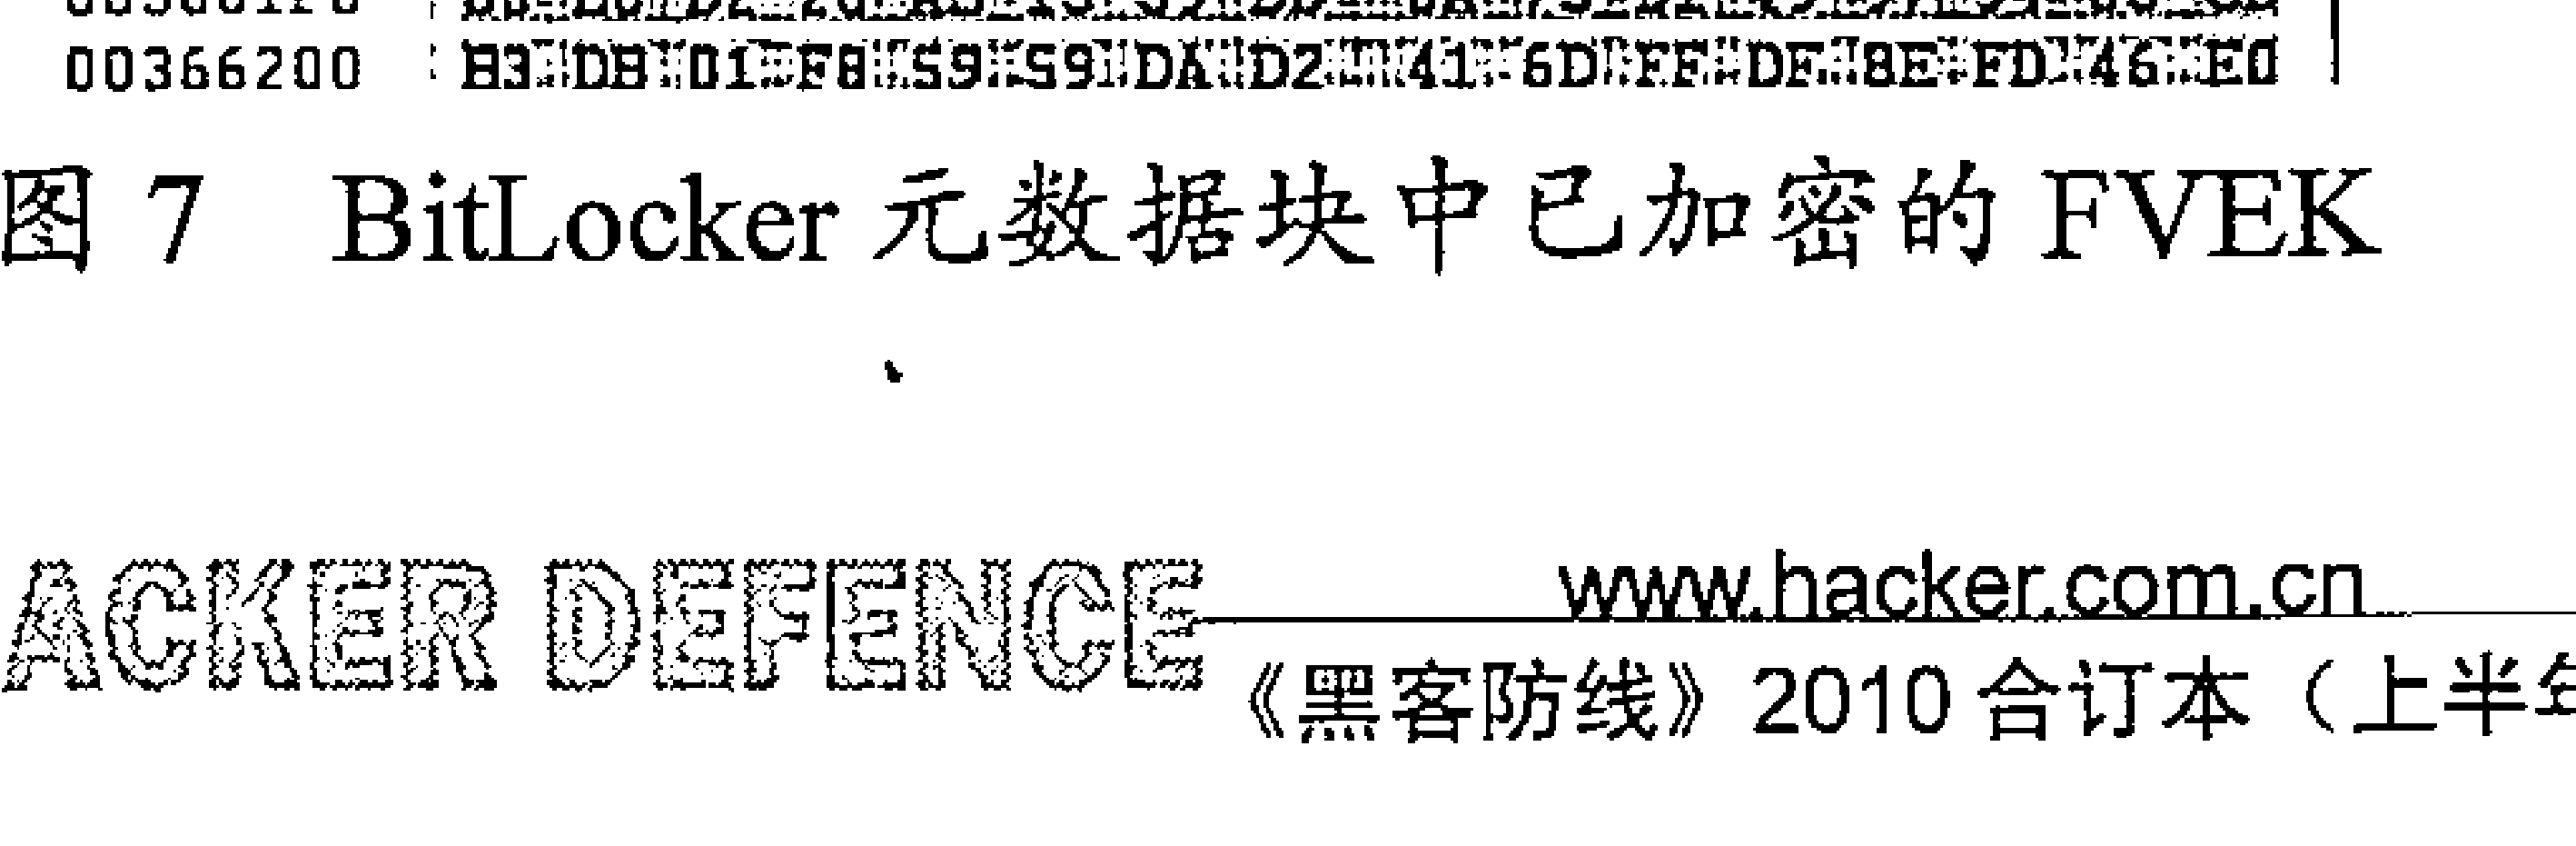 00366200 : B3 DB 01 F8 59 59 DA D2 41 6D FF DF 8E FD 46 E0
图 7 BitLocker 元数据块中已加密的 FVEK
ACKER DEFENCE
www.hacker.com.cn
《黑客防线》2010 合订本（上半年